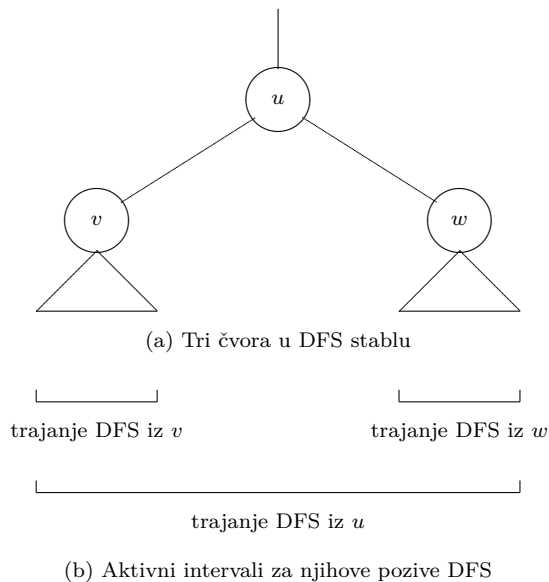 u
v
w
(a) Tri čvora u DFS stablu
trajanje DFS iz v
trajanje DFS iz w
trajanje DFS iz u
(b) Aktivni intervali za njihove pozive DFS